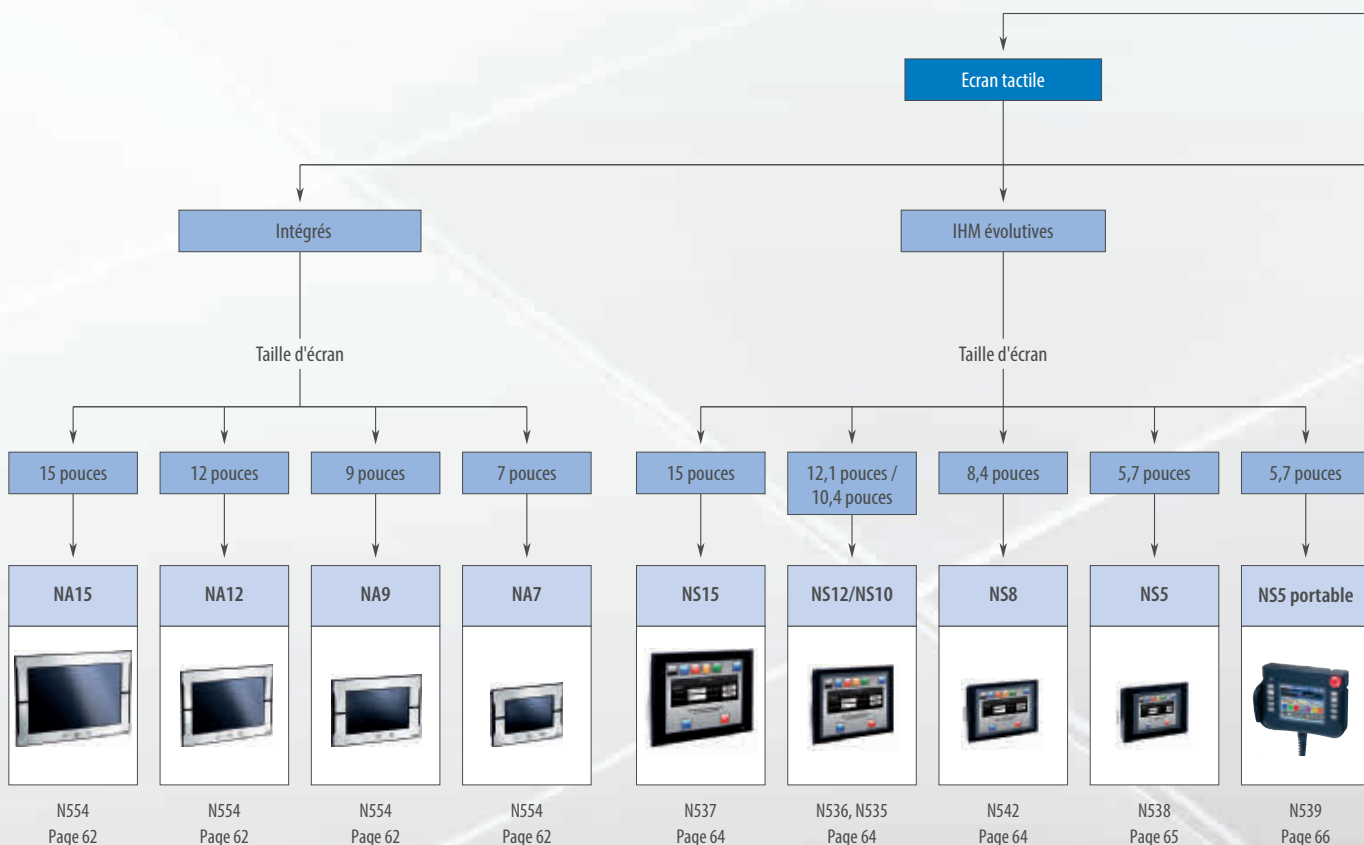 Ecran tactile
Intégrés
IHM évolutives
Taille d'écran
Taille d'écran
15 pouces
12 pouces
9 pouces
7 pouces
15 pouces
12,1 pouces /
10,4 pouces
8,4 pouces
5,7 pouces
5,7 pouces
NA15
NA12
NA9
NA7
NS15
NS12/NS10
NS8
NS5
NS5 portable
N554
N554
N554
N554
N537
N536, N535
N542
N538
N539
Page 62
Page 62
Page 62
Page 62
Page 64
Page 64
Page 64
Page 65
Page 66